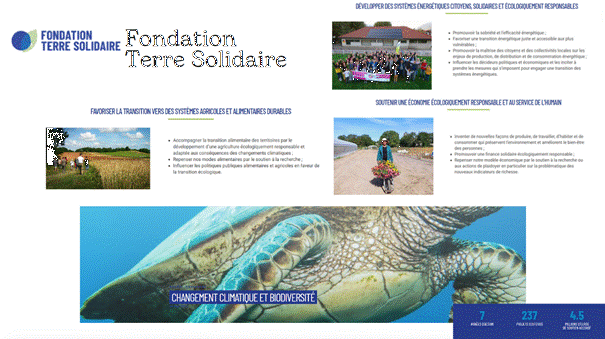 FONDATION
TERRE SOLIDAIRE
Fondation
Terre Solidaire
DÉVELOPPER DES SYSTÈMES ÉNERGÉTIQUES CITOYENS, SOLIDAIRES ET ÉCOLOGIQUEMENT RESPONSABLES
Promouvoir la sobriété et l'efficacité énergétique ;
Favoriser une transition énergétique juste et accessible aux plus
vulnérables ;
Promouvoir la maîtrise des citoyens et des collectivités locales sur les
enjeux de production, de distribution et de consommation énergétique ;
Influencer les décideurs politiques et économiques et les inviter à
prendre les mesures qui s'imposent pour engager une transition des
systèmes énergétiques.
FAVORISER LA TRANSITION VERS DES SYSTÈMES AGRICOLES ET ALIMENTAIRES DURABLES
Accompagner la transition alimentaire des territoires par le
développement d'une agriculture écologiquement responsable et
adaptée aux conséquences des changements climatiques ;
Repenser nos modes alimentaires par le soutien à la recherche ;
Influencer les politiques publiques alimentaires et agricoles en faveur de
la transition écologique.
SOUTENIR UNE ÉCONOMIE ÉCOLOGIQUEMENT RESPONSABLE ET AU SERVICE DE L'HUMAIN
Inventer de nouvelles façons de produire, de travailler, d'habiter et de
consommer qui préservent l'environnement et améliorent le bien-être
des personnes ;
Promouvoir une finance solidaire écologiquement responsable ;
Repenser notre modèle économique par le soutien à la recherche ou
aux actions de plaidoyer en particulier sur la problématique des
nouveaux indicateurs de richesse.
CHANGEMENT CLIMATIQUE ET BIODIVERSITÉ
7
237
4.5